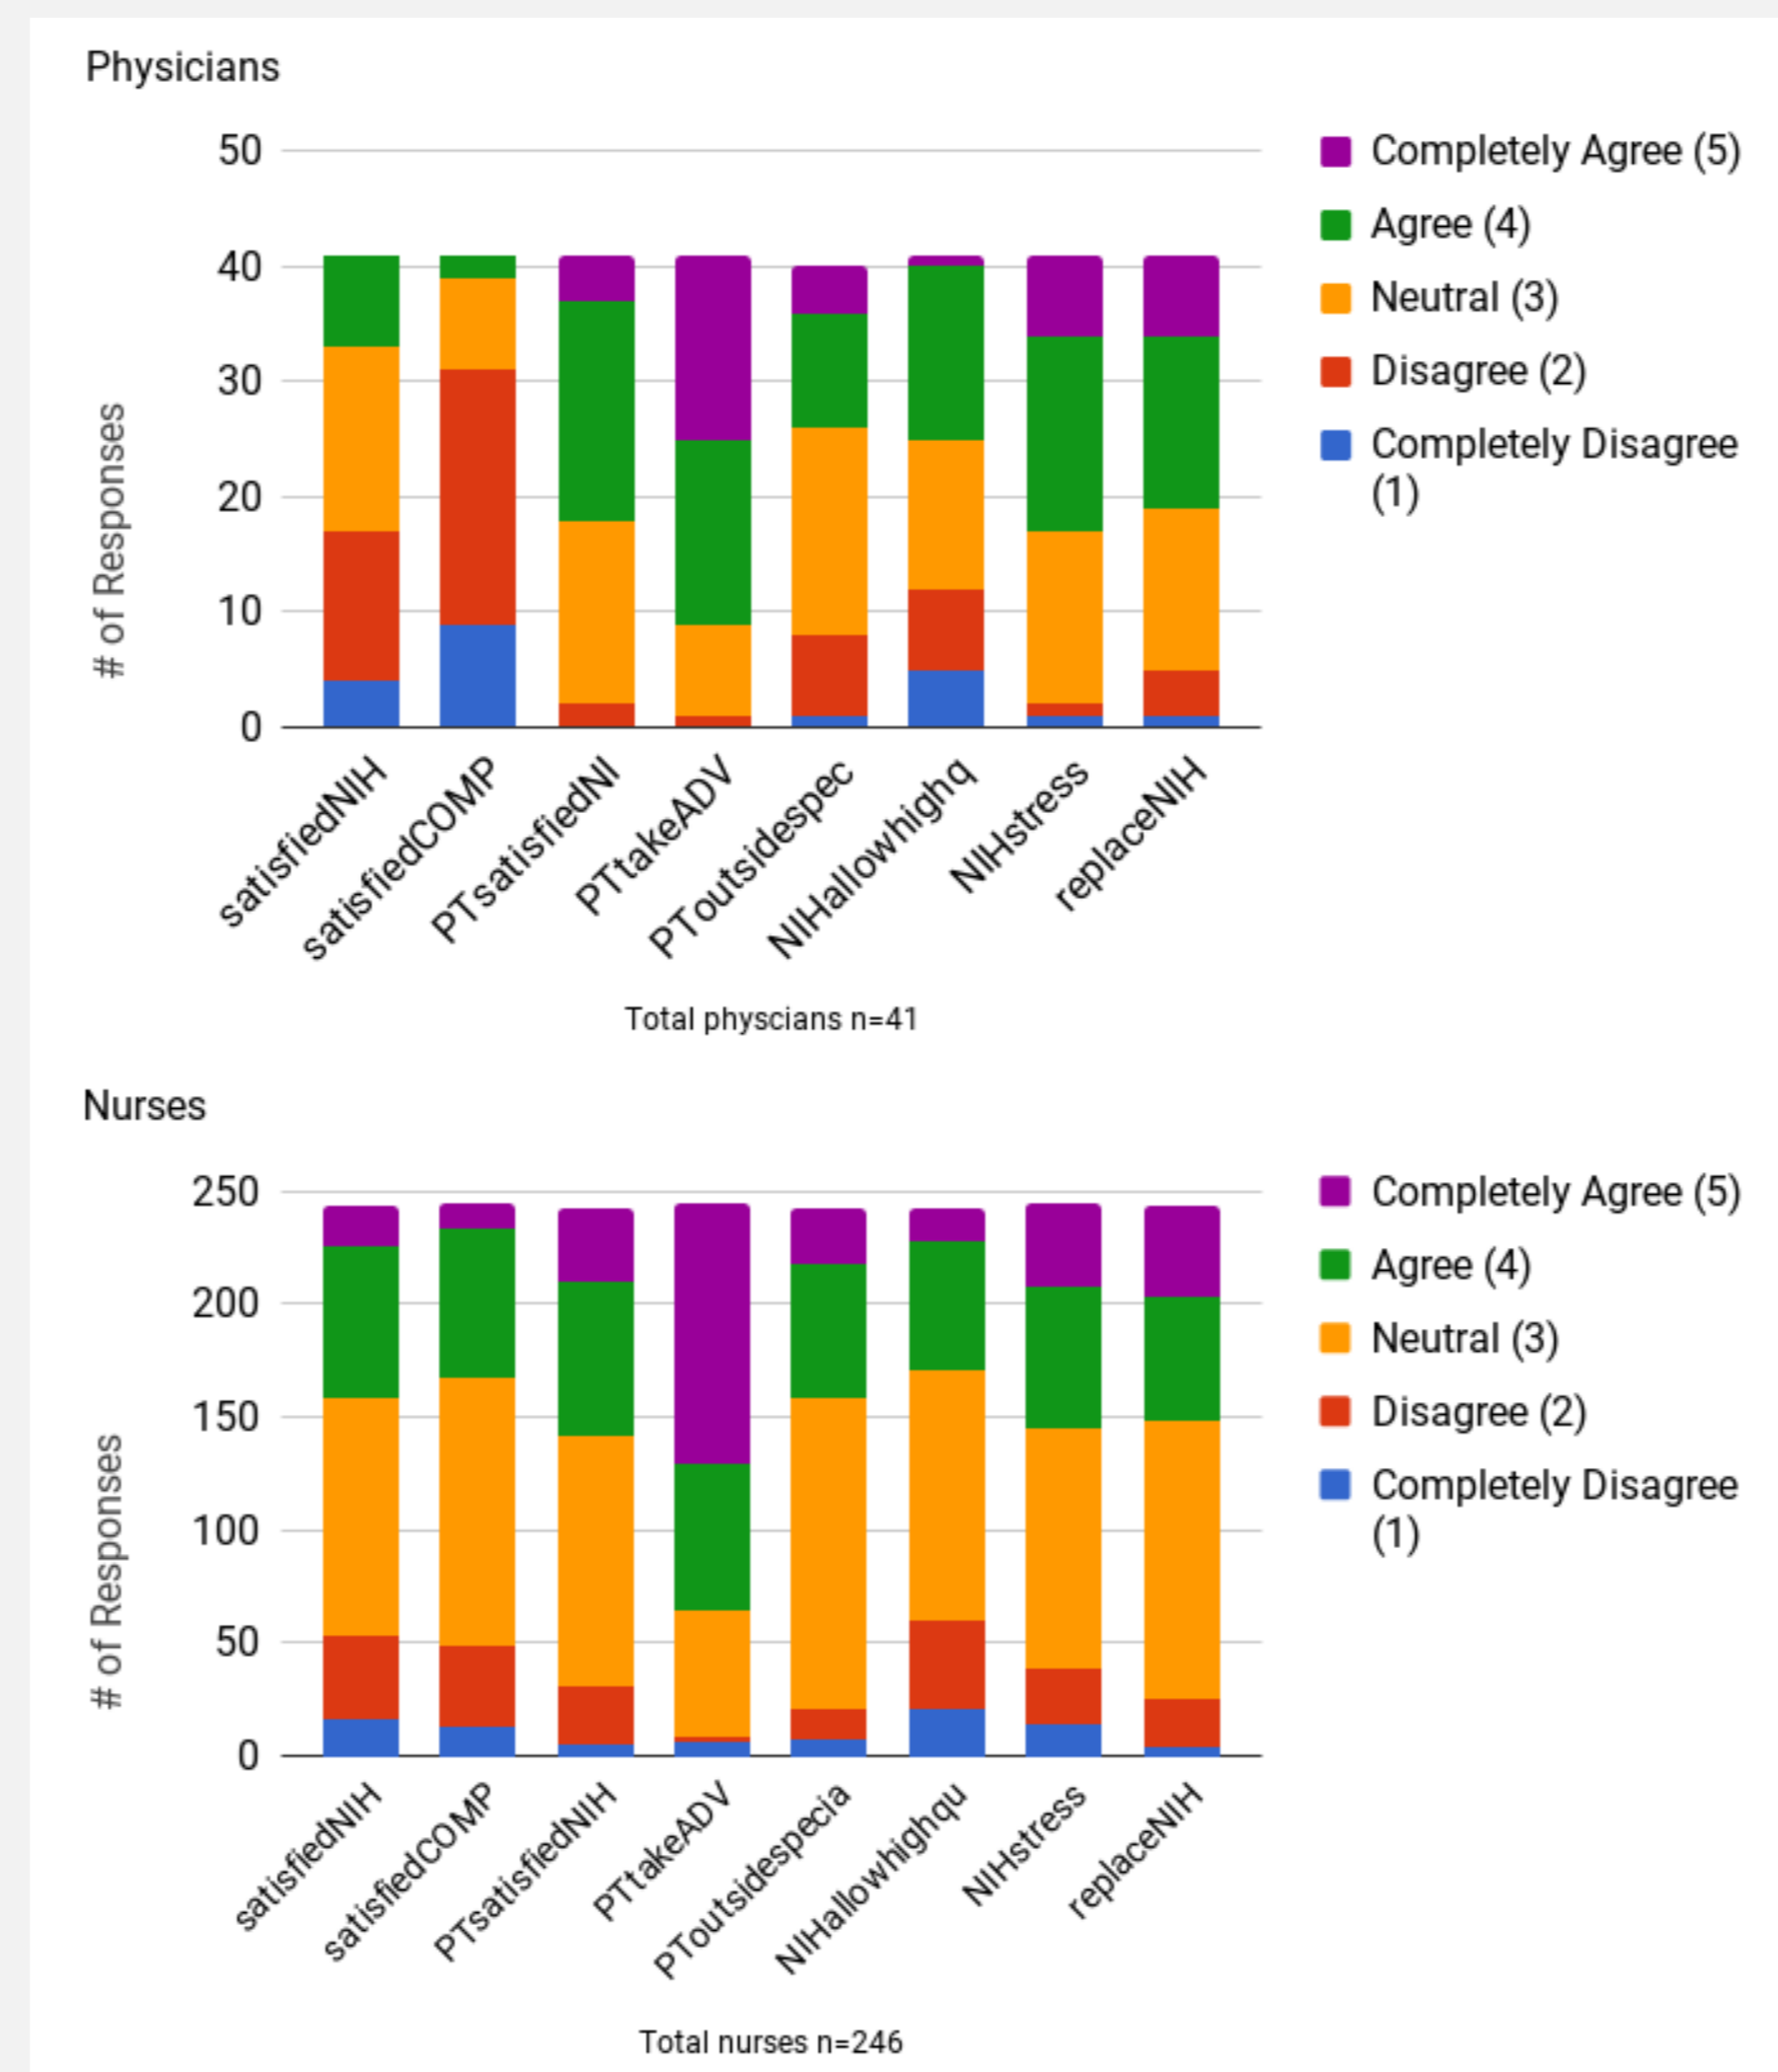 Physicians
50
40
30
20
10
0
# of Responses
satisfiedNIH
satisfiedCOMP
PTsatisfiedNI
PTtakeADV
PToutsidespec
NIHallowhighq
NIHstress
replaceNIH
Completely Agree (5)
Agree (4)
Neutral (3)
Disagree (2)
Completely Disagree
(1)
Total physcians n=41
Nurses
250
200
150
100
50
0
# of Responses
satisfiedNIH
satisfiedCOMP
PTsatisfiedNIH
PTtakeADV
PToutsidespecia
NIHallowhighqu
NIHstress
replaceNIH
Completely Agree (5)
Agree (4)
Neutral (3)
Disagree (2)
Completely Disagree
(1)
Total nurses n=246